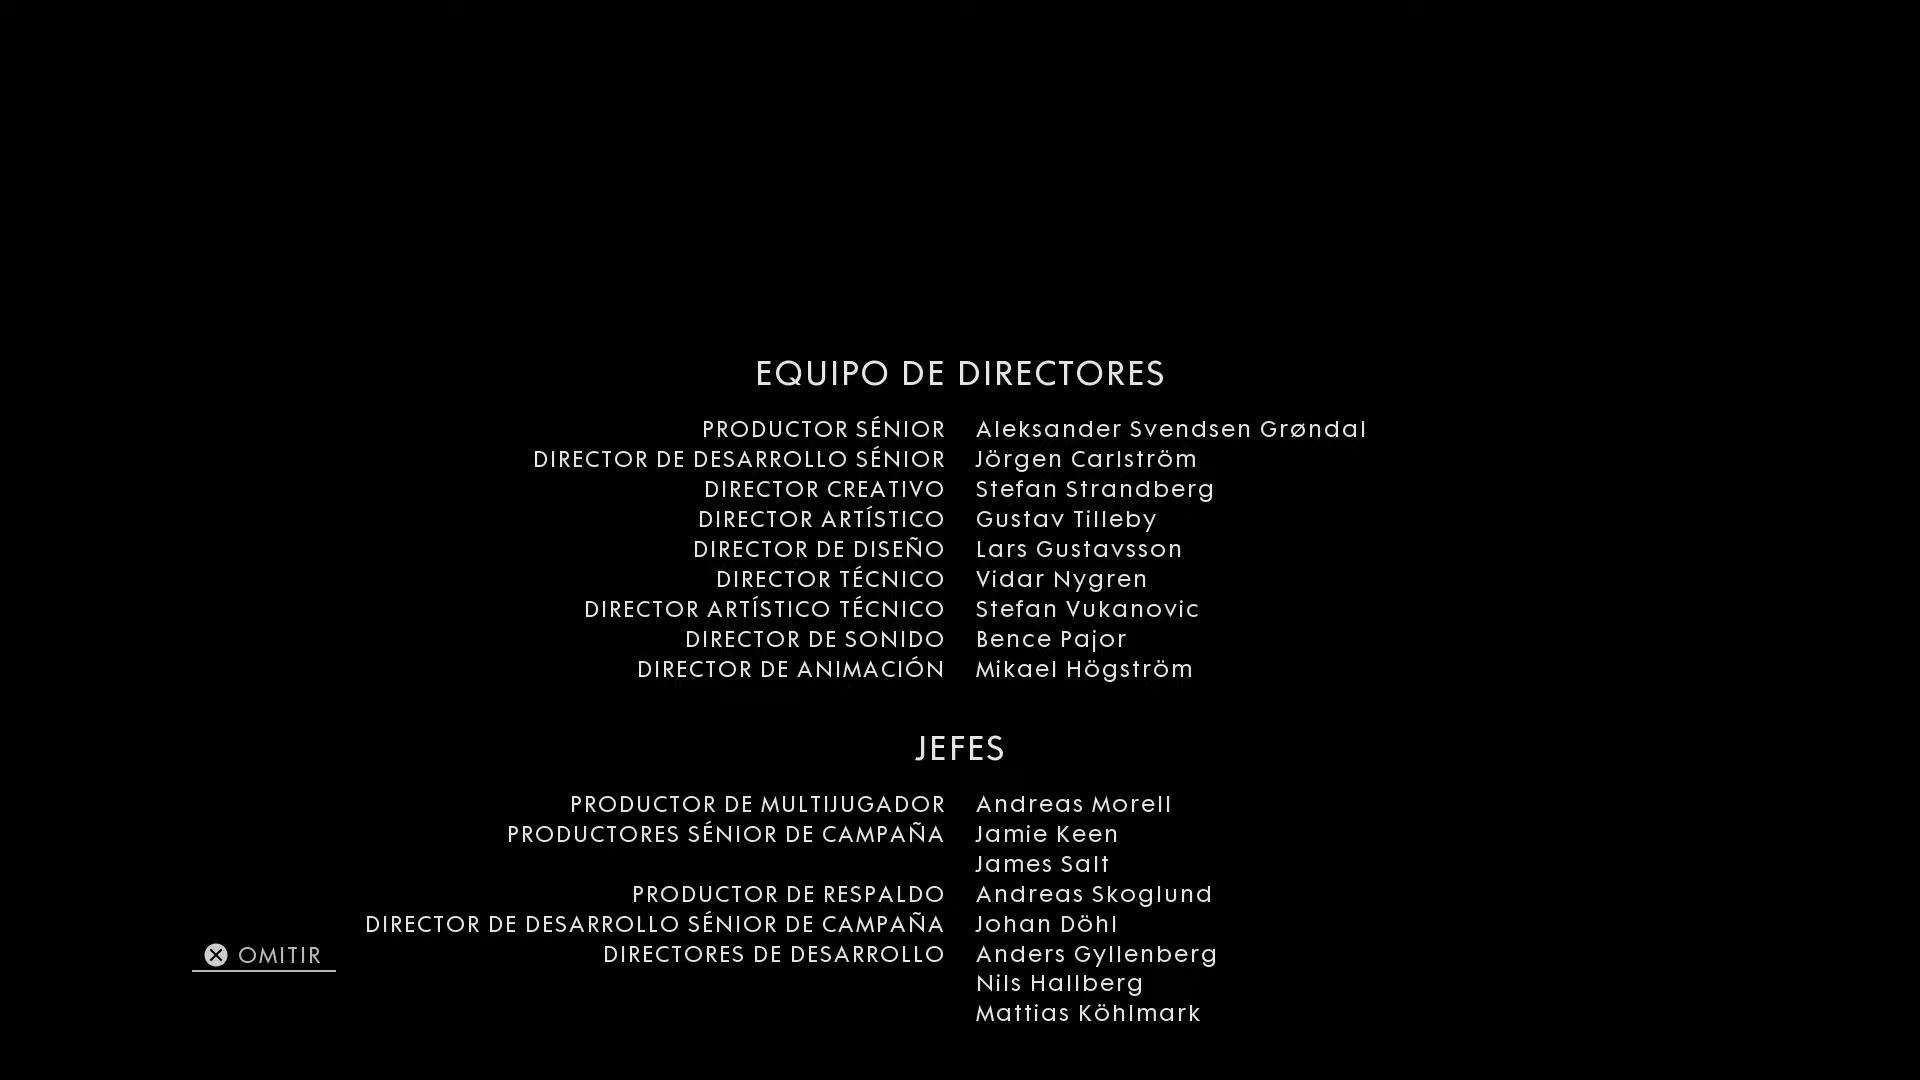 EQUIPO DE DIRECTORES
PRODUCTOR SÉNIOR Aleksander Svendsen Grøndal
DIRECTOR DE DESARROLLO SÉNIOR Jörgen Carlström
DIRECTOR CREATIVO Stefan Strandberg
DIRECTOR ARTÍSTICO Gustav Tilleby
DIRECTOR DE DISEÑO Lars Gustavsson
DIRECTOR TÉCNICO Vidar Nygren
DIRECTOR ARTÍSTICO TÉCNICO Stefan Vukanovic
DIRECTOR DE SONIDO Bence Pajor
DIRECTOR DE ANIMACIÓN Mikael Högström
JEFES
PRODUCTOR DE MULTIJUGADOR Andreas Morell
PRODUCTORES SÉNIOR DE CAMPAÑA Jamie Keen
James Salt
PRODUCTOR DE RESPALDO Andreas Skoglund
DIRECTOR DE DESARROLLO SÉNIOR DE CAMPAÑA Johan Döhl
DIRECTORES DE DESARROLLO Anders Gyllenberg
Nils Hallberg
Mattias Köhlmark
OMITIR